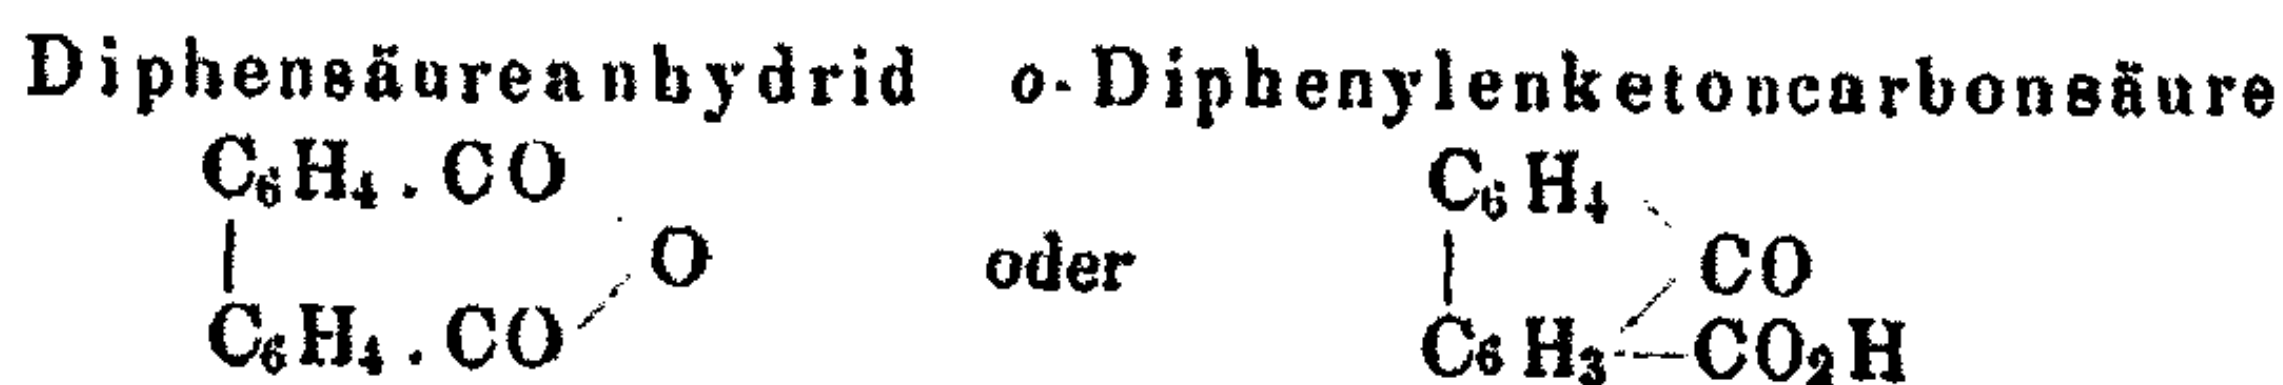 Diphensäureanhydrid o-Diphenylenketoncarbonsäure
C₆H₄.CO C₆H₄
O oder CO
C₆H₄.CO C₆H₃—CO₂H